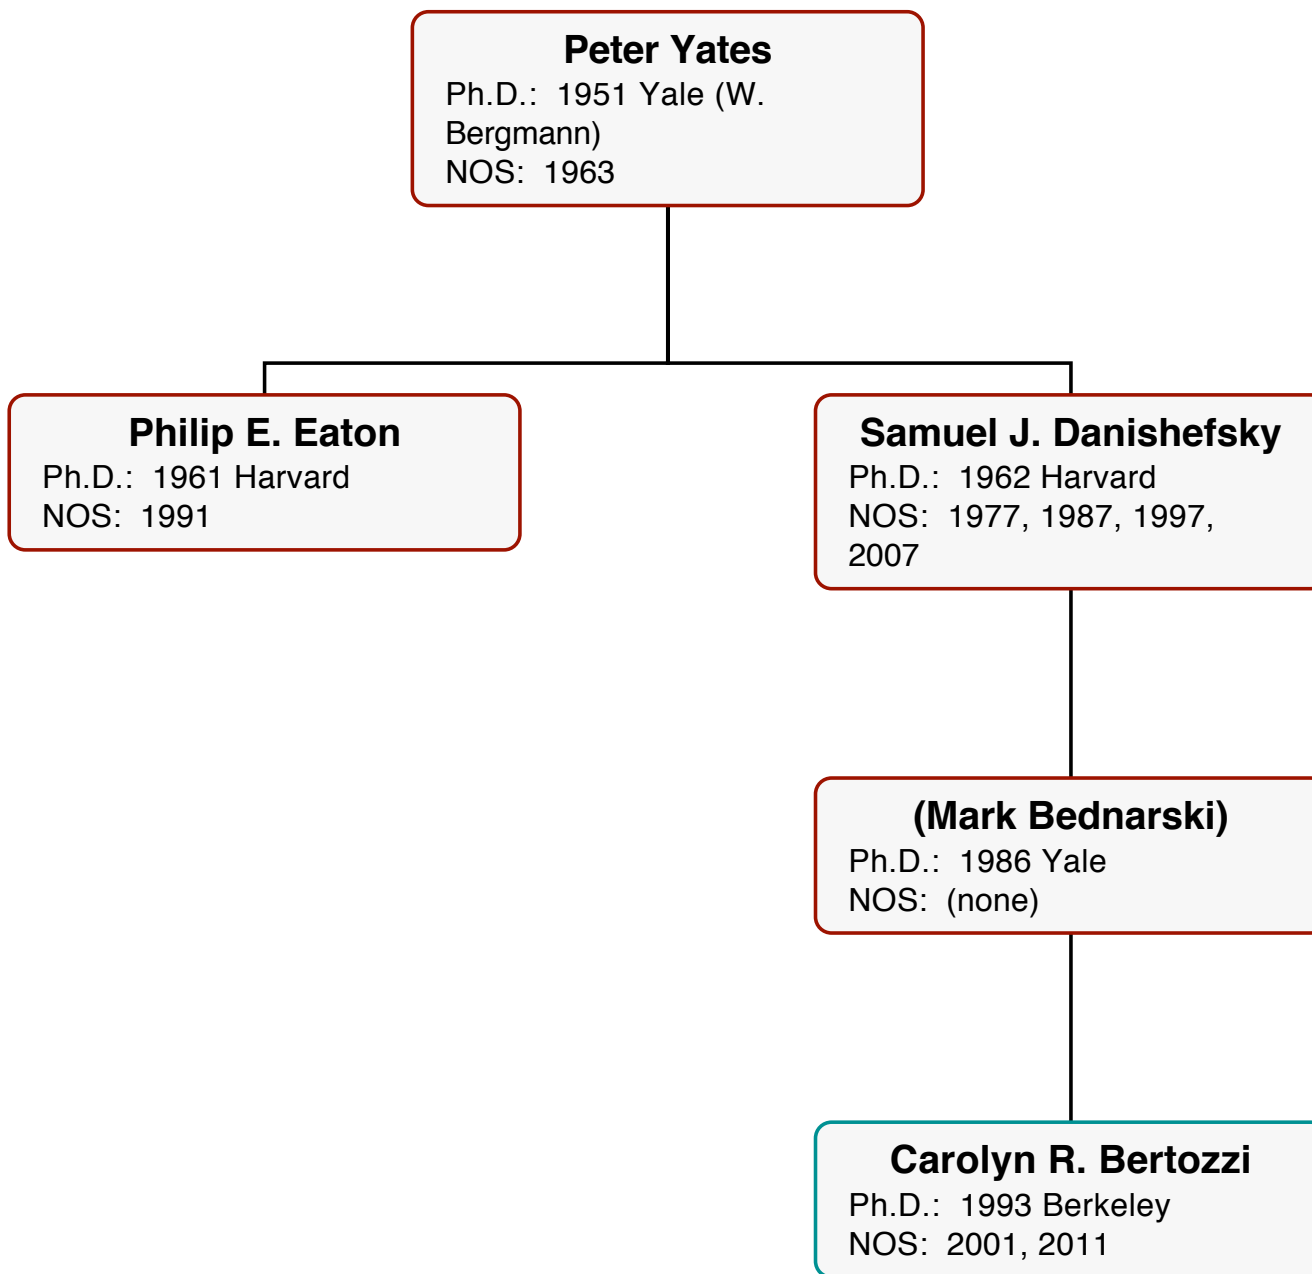 Peter Yates
Ph.D.:  1951 Yale (W.
Bergmann)
NOS:  1963
Philip E. Eaton
Ph.D.:  1961 Harvard
NOS:  1991
Samuel J. Danishefsky
Ph.D.:  1962 Harvard
NOS:  1977, 1987, 1997,
2007
(Mark Bednarski)
Ph.D.:  1986 Yale
NOS:  (none)
Carolyn R. Bertozzi
Ph.D.:  1993 Berkeley
NOS:  2001, 2011